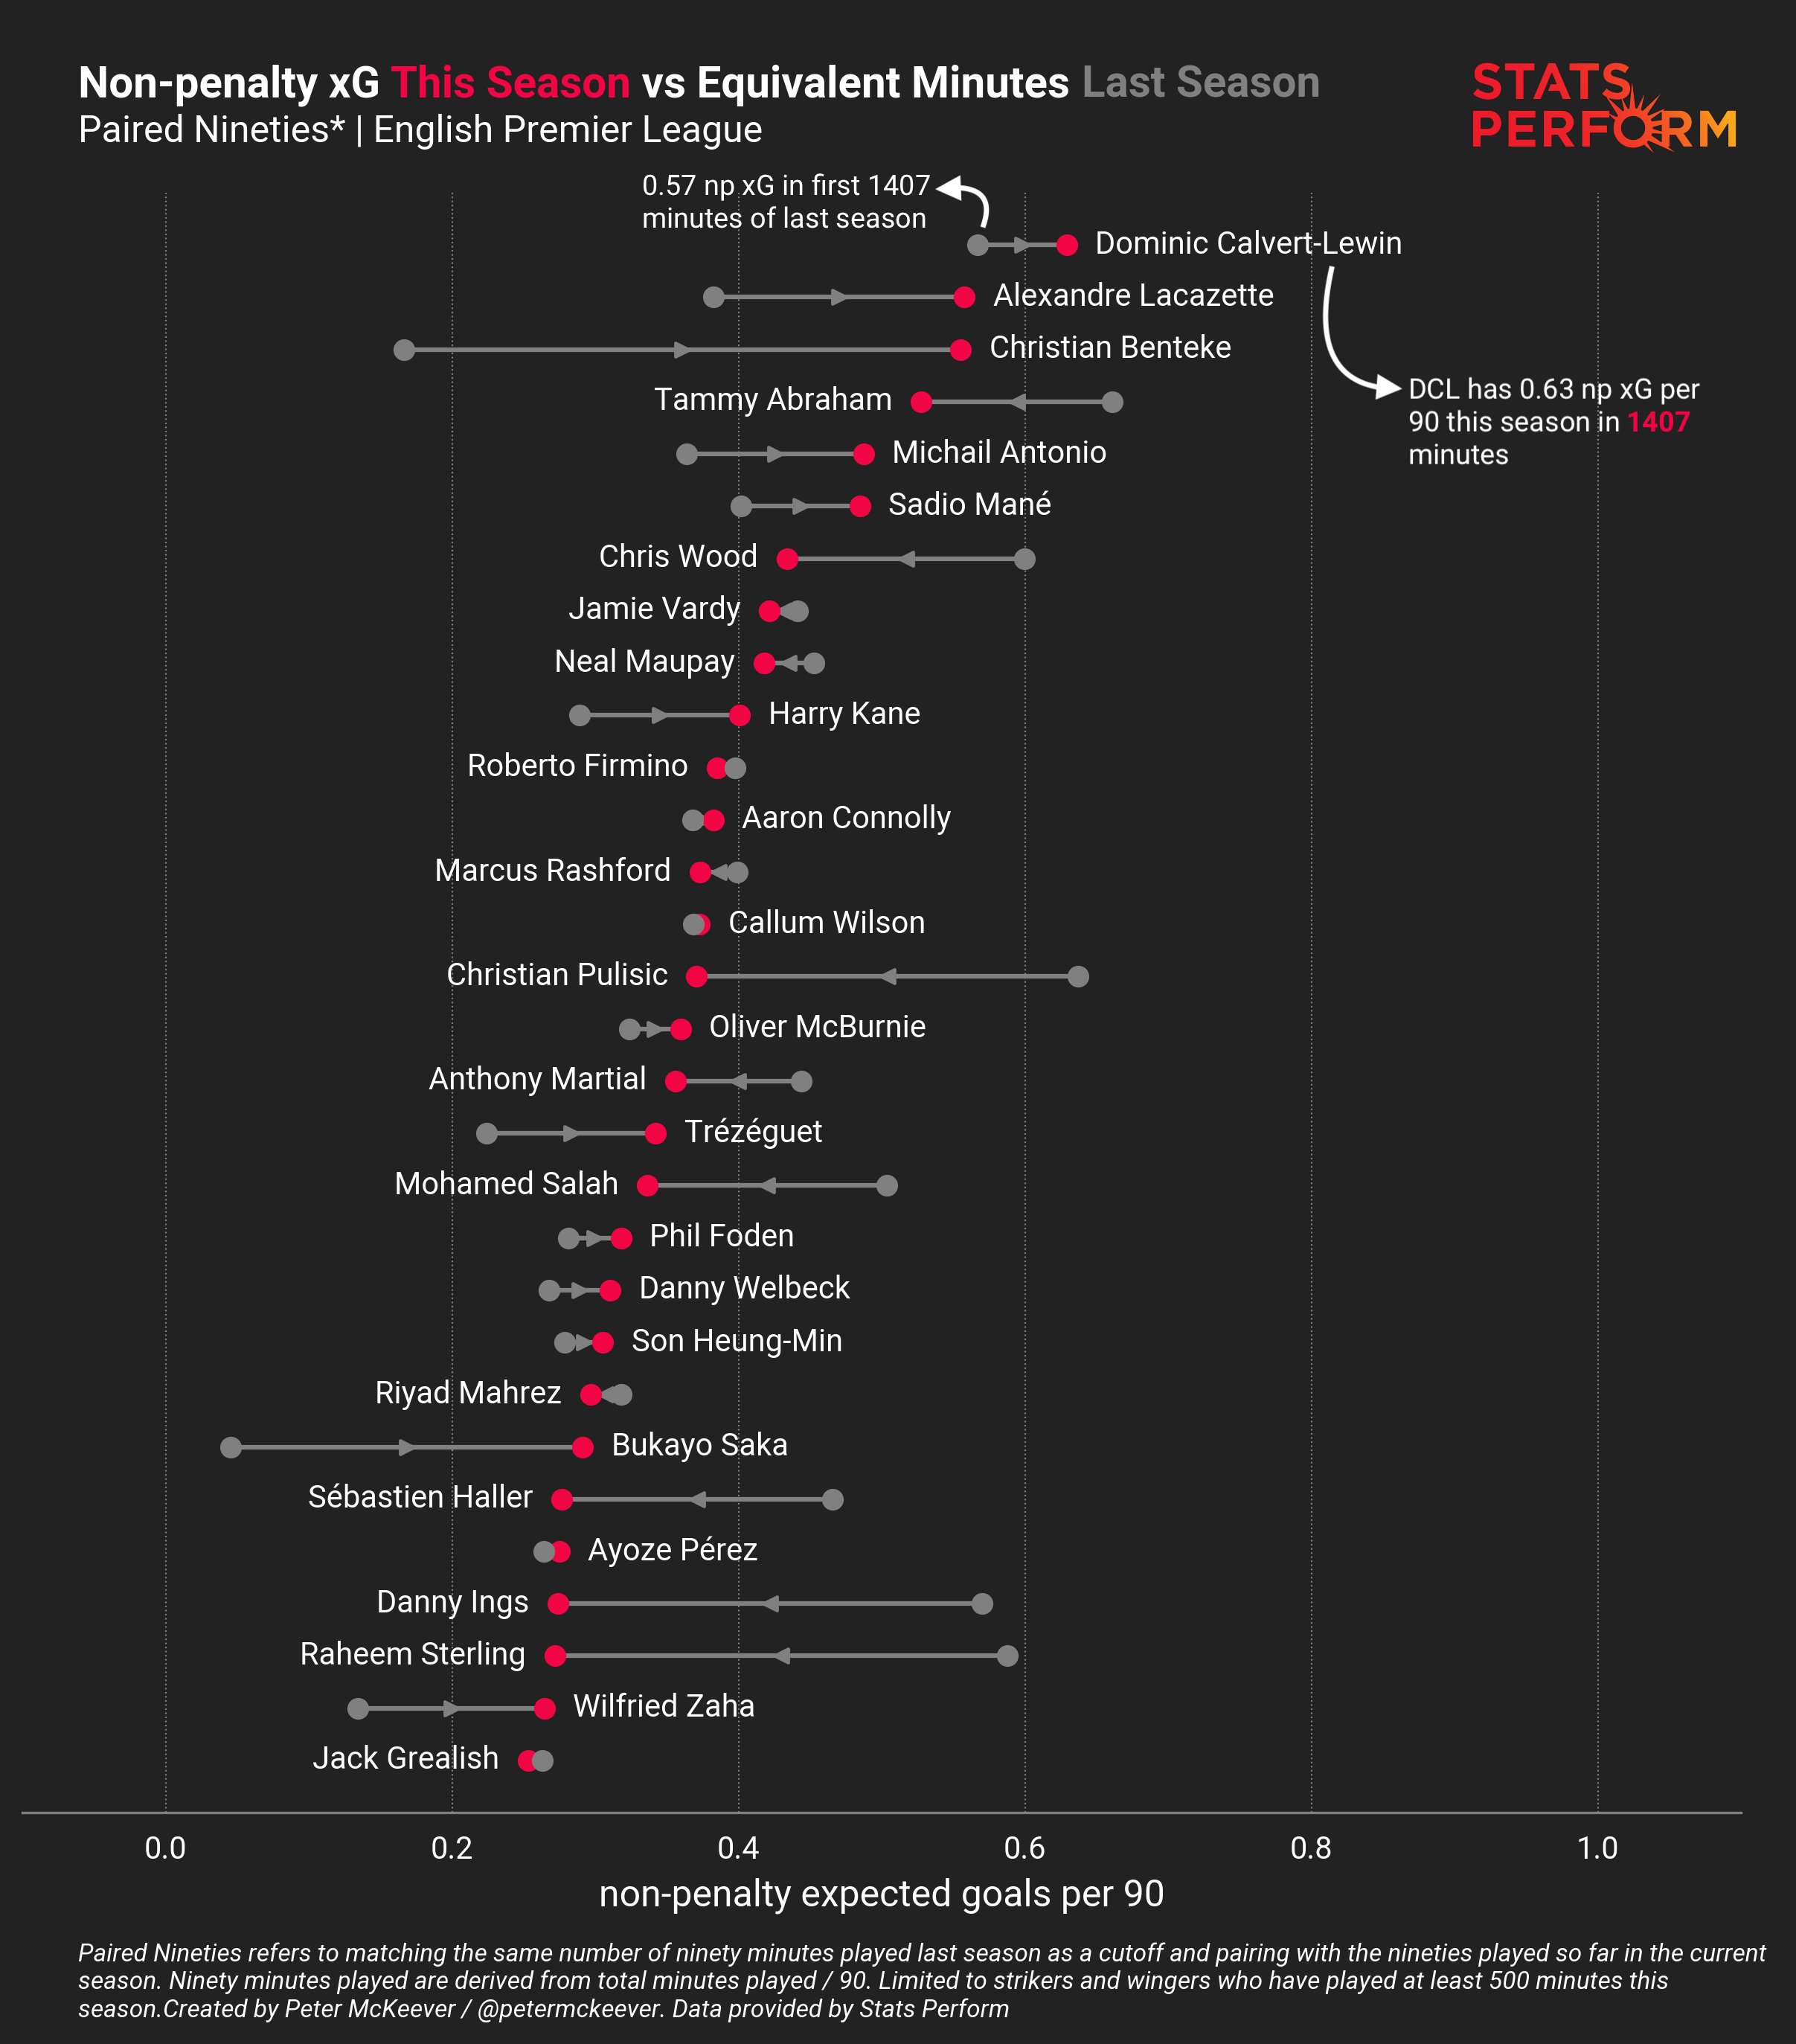 Non-penalty xG This Season vs Equivalent Minutes Last Season
Paired Nineties* | English Premier League
STATS
PERFORM
0.57 np xG in first 1407
minutes of last season
Dominic Calvert-Lewin
Alexandre Lacazette
Christian Benteke
DCL has 0.63 np xG per
90 this season in 1407
minutes
Tammy Abraham
Michail Antonio
Sadio Mané
Chris Wood
Jamie Vardy
Neal Maupay
Harry Kane
Roberto Firmino
Aaron Connolly
Marcus Rashford
Callum Wilson
Christian Pulisic
Oliver McBurnie
Anthony Martial
Trézéguet
Mohamed Salah
Phil Foden
Danny Welbeck
Son Heung-Min
Riyad Mahrez
Bukayo Saka
Sébastien Haller
Ayoze Pérez
Danny Ings
Raheem Sterling
Wilfried Zaha
Jack Grealish
0.0 0.2 0.4 0.6 0.8 1.0
non-penalty expected goals per 90
Paired Nineties refers to matching the same number of ninety minutes played last season as a cutoff and pairing with the nineties played so far in the current
season. Ninety minutes played are derived from total minutes played / 90. Limited to strikers and wingers who have played at least 500 minutes this
season.Created by Peter McKeever / @petermckeever. Data provided by Stats Perform